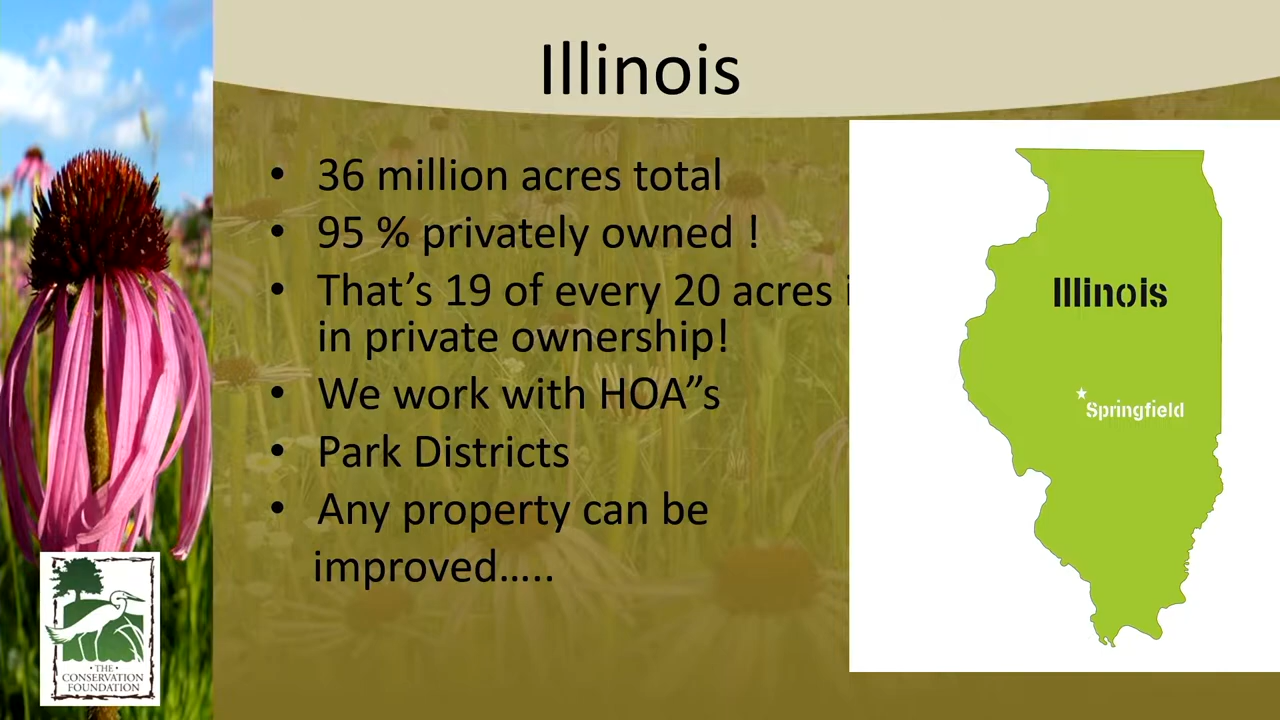 Illinois
• 36 million acres total
• 95 % privately owned !
• That’s 19 of every 20 acres i
in private ownership!
• We work with HOA”s
• Park Districts
• Any property can be
improved…..
Illinois
Springfield
• THE •
CONSERVATION
FOUNDATION